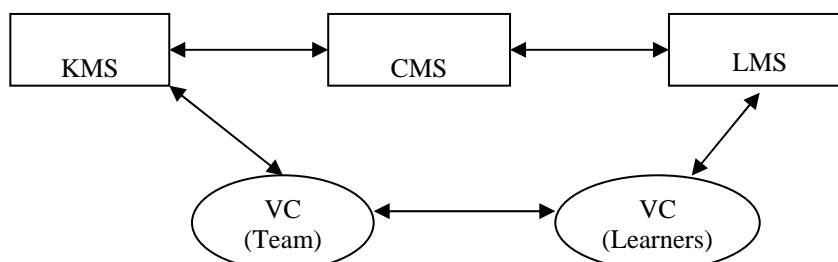 KMS
CMS
LMS
VC
(Team)
VC
(Learners)